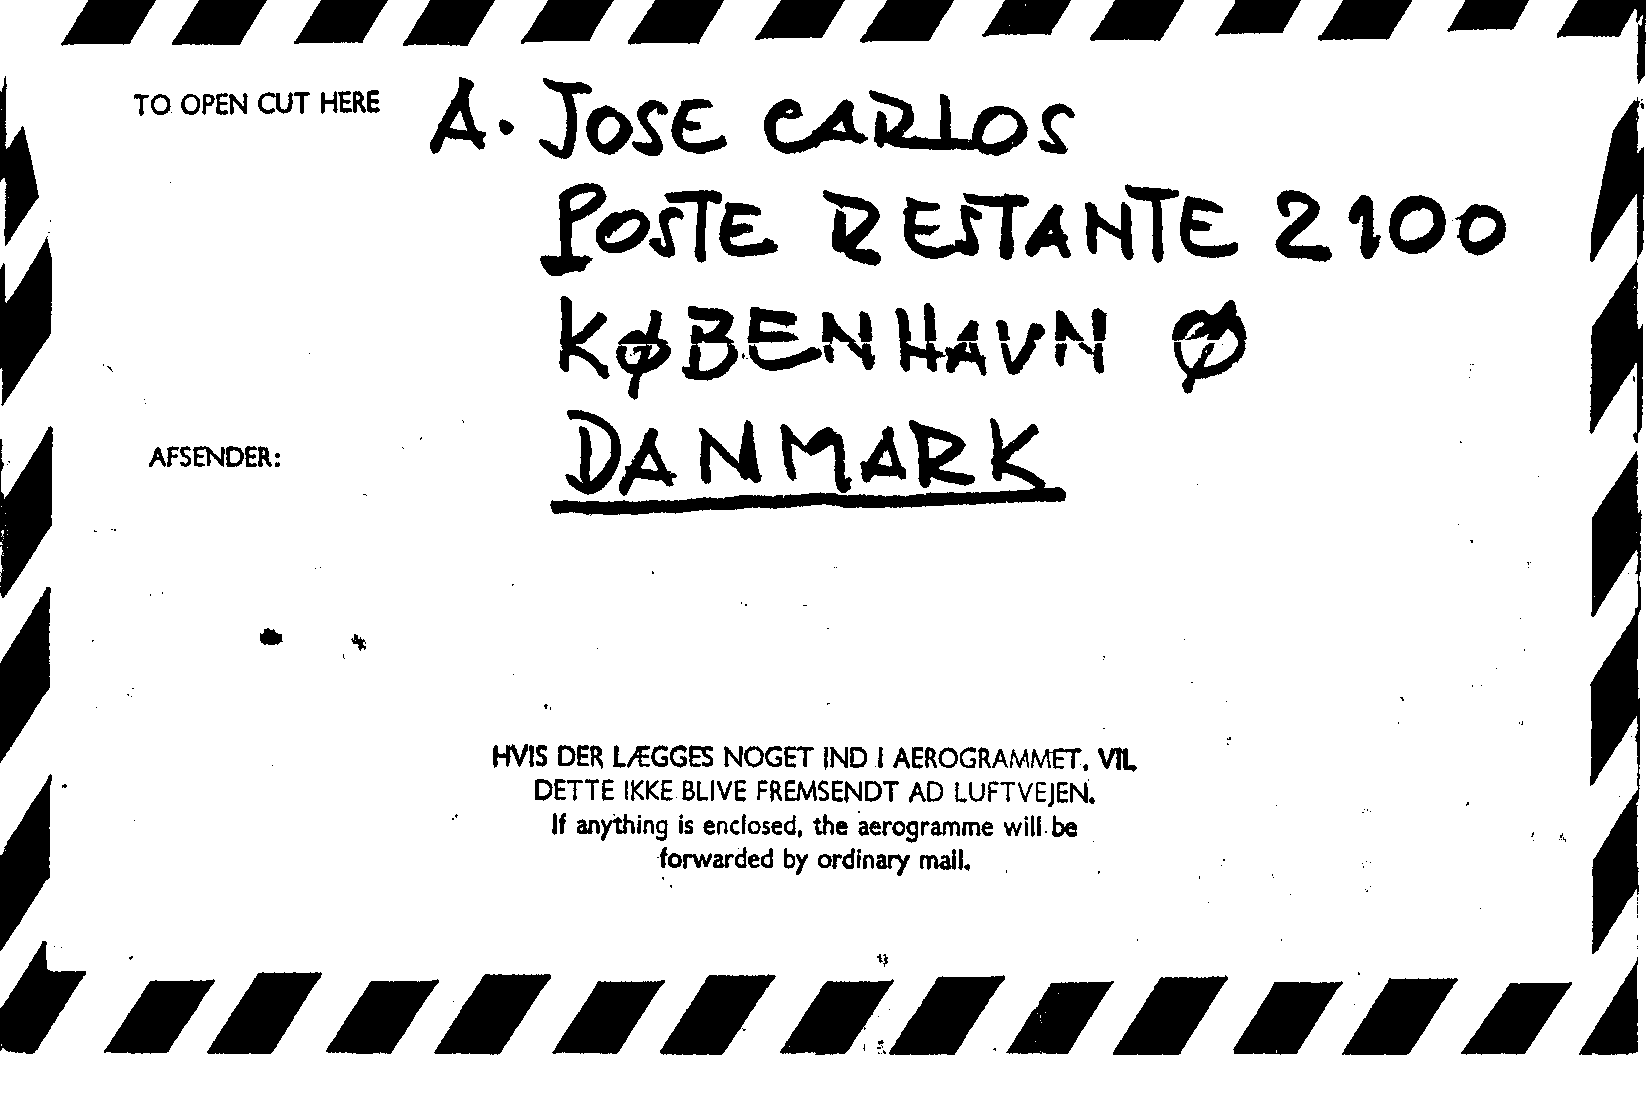 TO OPEN CUT HERE
A. JOSE CARLOS
POSTE RESTANTE 2100
KØBENHAVN Ø
DANMARK
AFSENDER:
HVIS DER LÆGGES NOGET IND I AEROGRAMMET, VIL
DETTE IKKE BLIVE FREMSENDT AD LUFTVEJEN.
If anything is enclosed, the aerogramme will be
forwarded by ordinary mail.